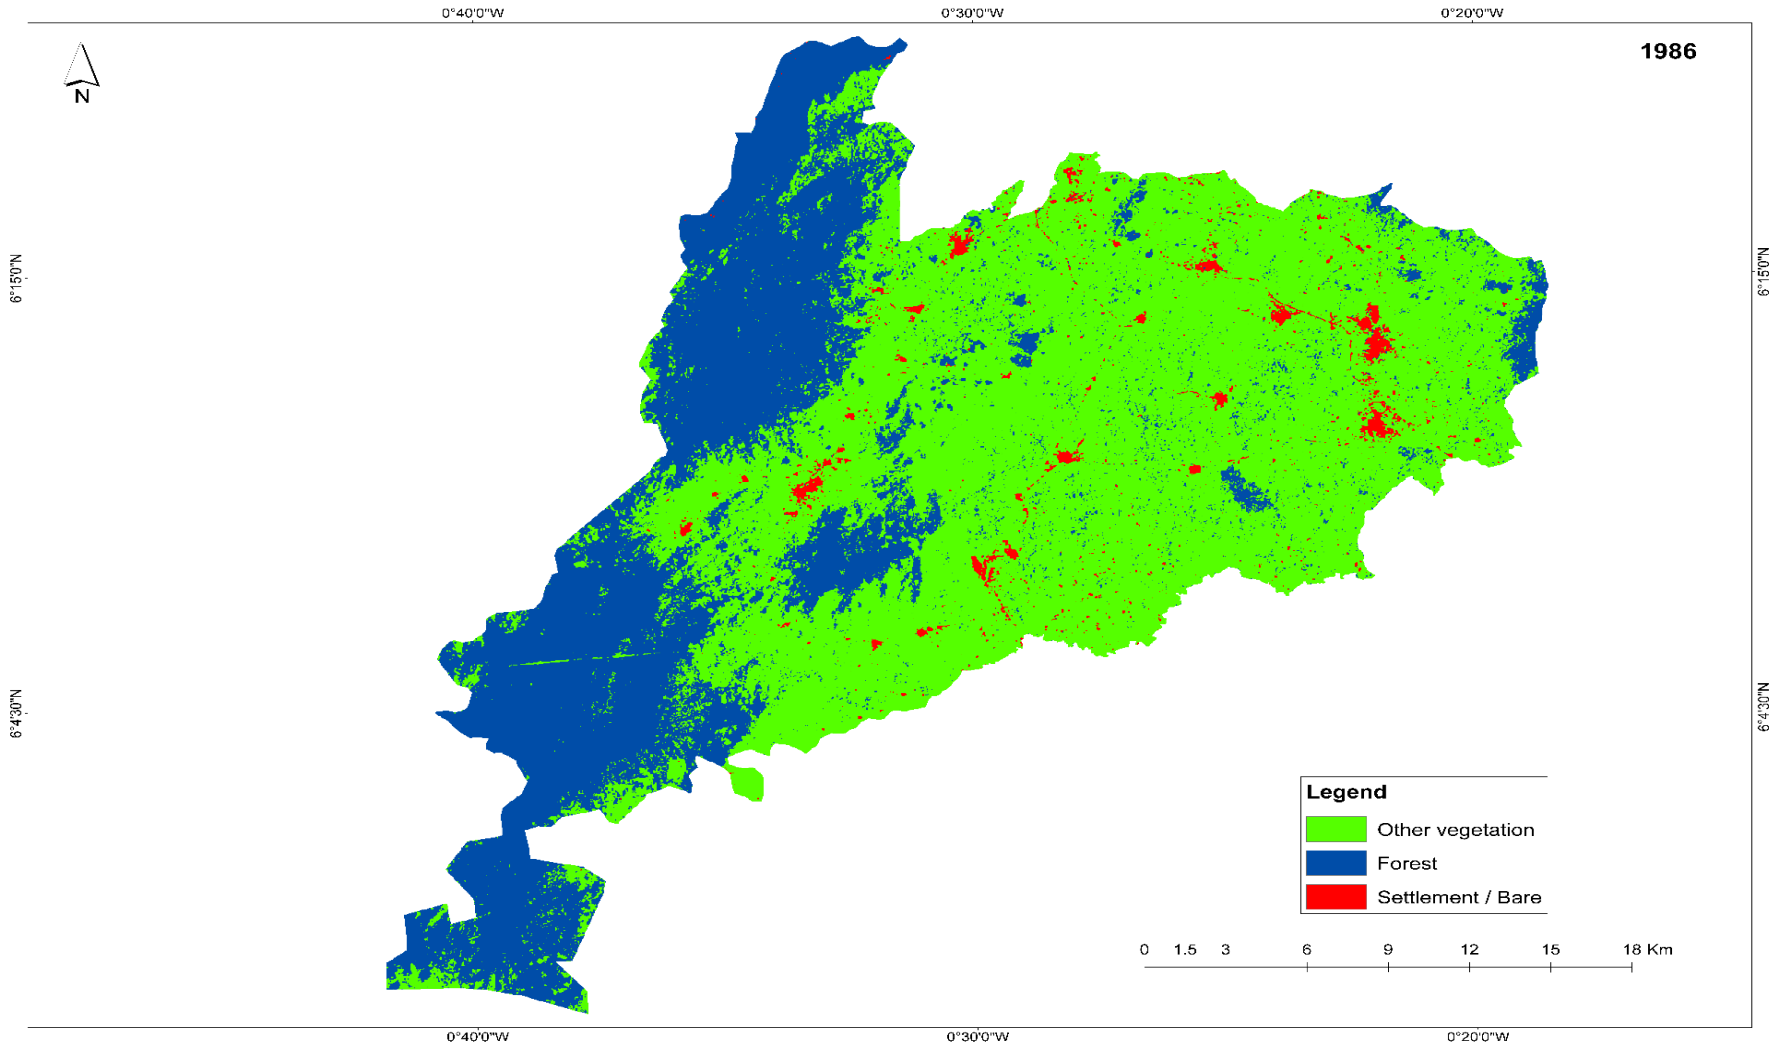 0°40'0"W 0°30'0"W 0°20'0"W
1986
N
6°15'0"N 6°15'0"N
6°4'30"N 6°4'30"N
Legend
Other vegetation
Forest
Settlement / Bare
0 1.5 3 6 9 12 15 18 Km
0°40'0"W 0°30'0"W 0°20'0"W